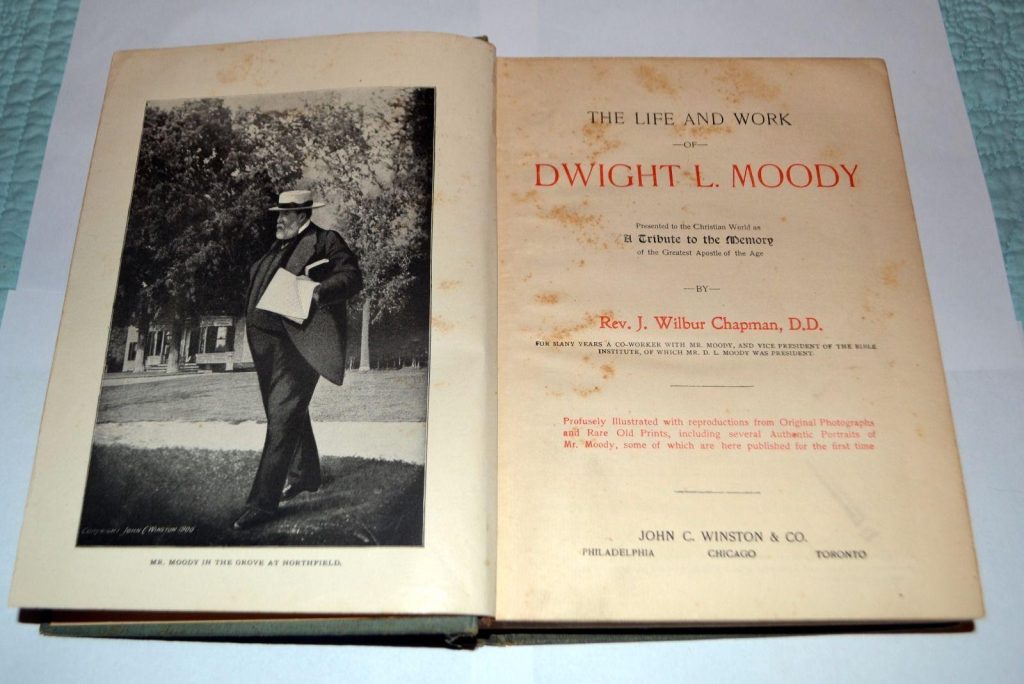 COPYRIGHT JOHN C WINSTON 1900
MR. MOODY IN THE GROVE AT NORTHFIELD.
THE LIFE AND WORK
—OF—
DWIGHT L. MOODY
Presented to the Christian World as
A Tribute to the Memory
of the Greatest Apostle of the Age
—BY—
Rev. J. Wilbur Chapman, D.D.
FOR MANY YEARS A CO-WORKER WITH MR. MOODY, AND VICE PRESIDENT OF THE BIBLE
INSTITUTE, OF WHICH MR. D. L. MOODY WAS PRESIDENT.
Profusely Illustrated with reproductions from Original Photographs
and Rare Old Prints, including several Authentic Portraits of
Mr. Moody, some of which are here published for the first time
JOHN C. WINSTON & CO.
PHILADELPHIA CHICAGO TORONTO